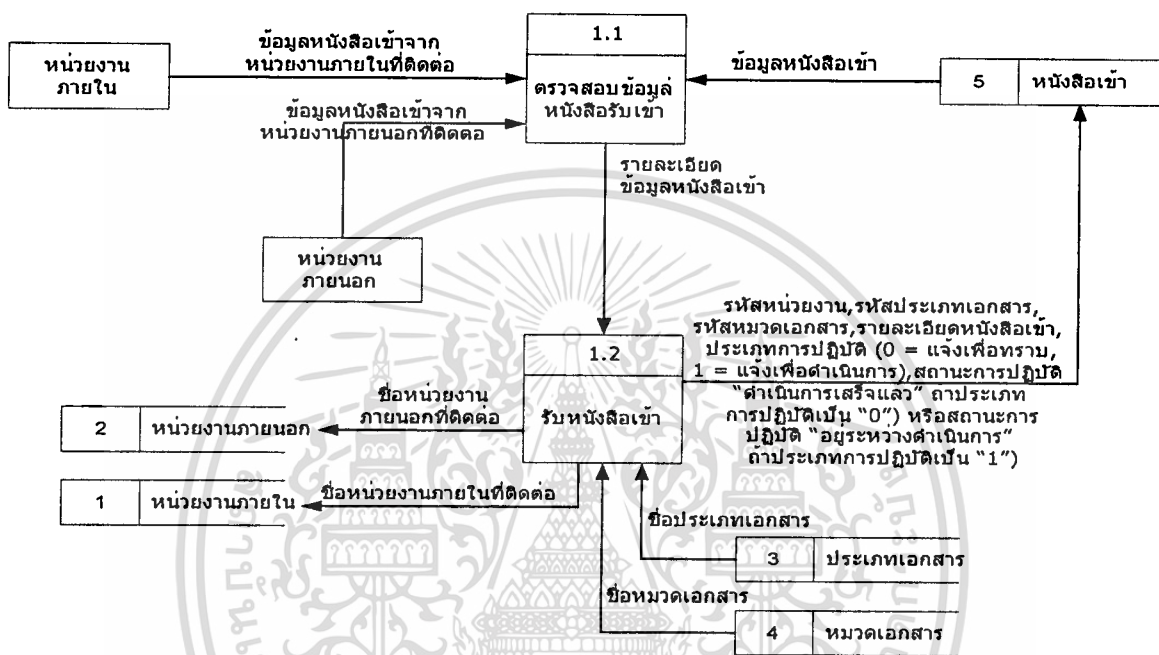 หน่วยงาน
ภายใน
ข้อมูลหนังสือเข้าจาก
หน่วยงานภายในที่ติดต่อ
1.1
ตรวจสอบข้อมูล
หนังสือรับเข้า
ข้อมูลหนังสือเข้า
5 หนังสือเข้า
ข้อมูลหนังสือเข้าจาก
หน่วยงานภายนอกที่ติดต่อ
รายละเอียด
ข้อมูลหนังสือเข้า
หน่วยงาน
ภายนอก
รหัสหน่วยงาน,รหัสประเภทเอกสาร,
รหัสหมวดเอกสาร,รายละเอียดหนังสือเข้า,
ประเภทการปฏิบัติ (0 = แจ้งเพื่อทราบ,
1 = แจ้งเพื่อดำเนินการ),สถานะการปฏิบัติ
“ดำเนินการเสร็จแล้ว” ถ้าประเภท
การปฏิบัติเป็น “0”) หรือสถานะการ
ปฏิบัติ “อยู่ระหว่างดำเนินการ”
ถ้าประเภทการปฏิบัติเป็น “1”)
1.2
รับหนังสือเข้า
ชื่อหน่วยงาน
ภายนอกที่ติดต่อ
2 หน่วยงานภายนอก
ชื่อหน่วยงานภายในที่ติดต่อ
1 หน่วยงานภายใน
ชื่อประเภทเอกสาร
3 ประเภทเอกสาร
ชื่อหมวดเอกสาร
4 หมวดเอกสาร